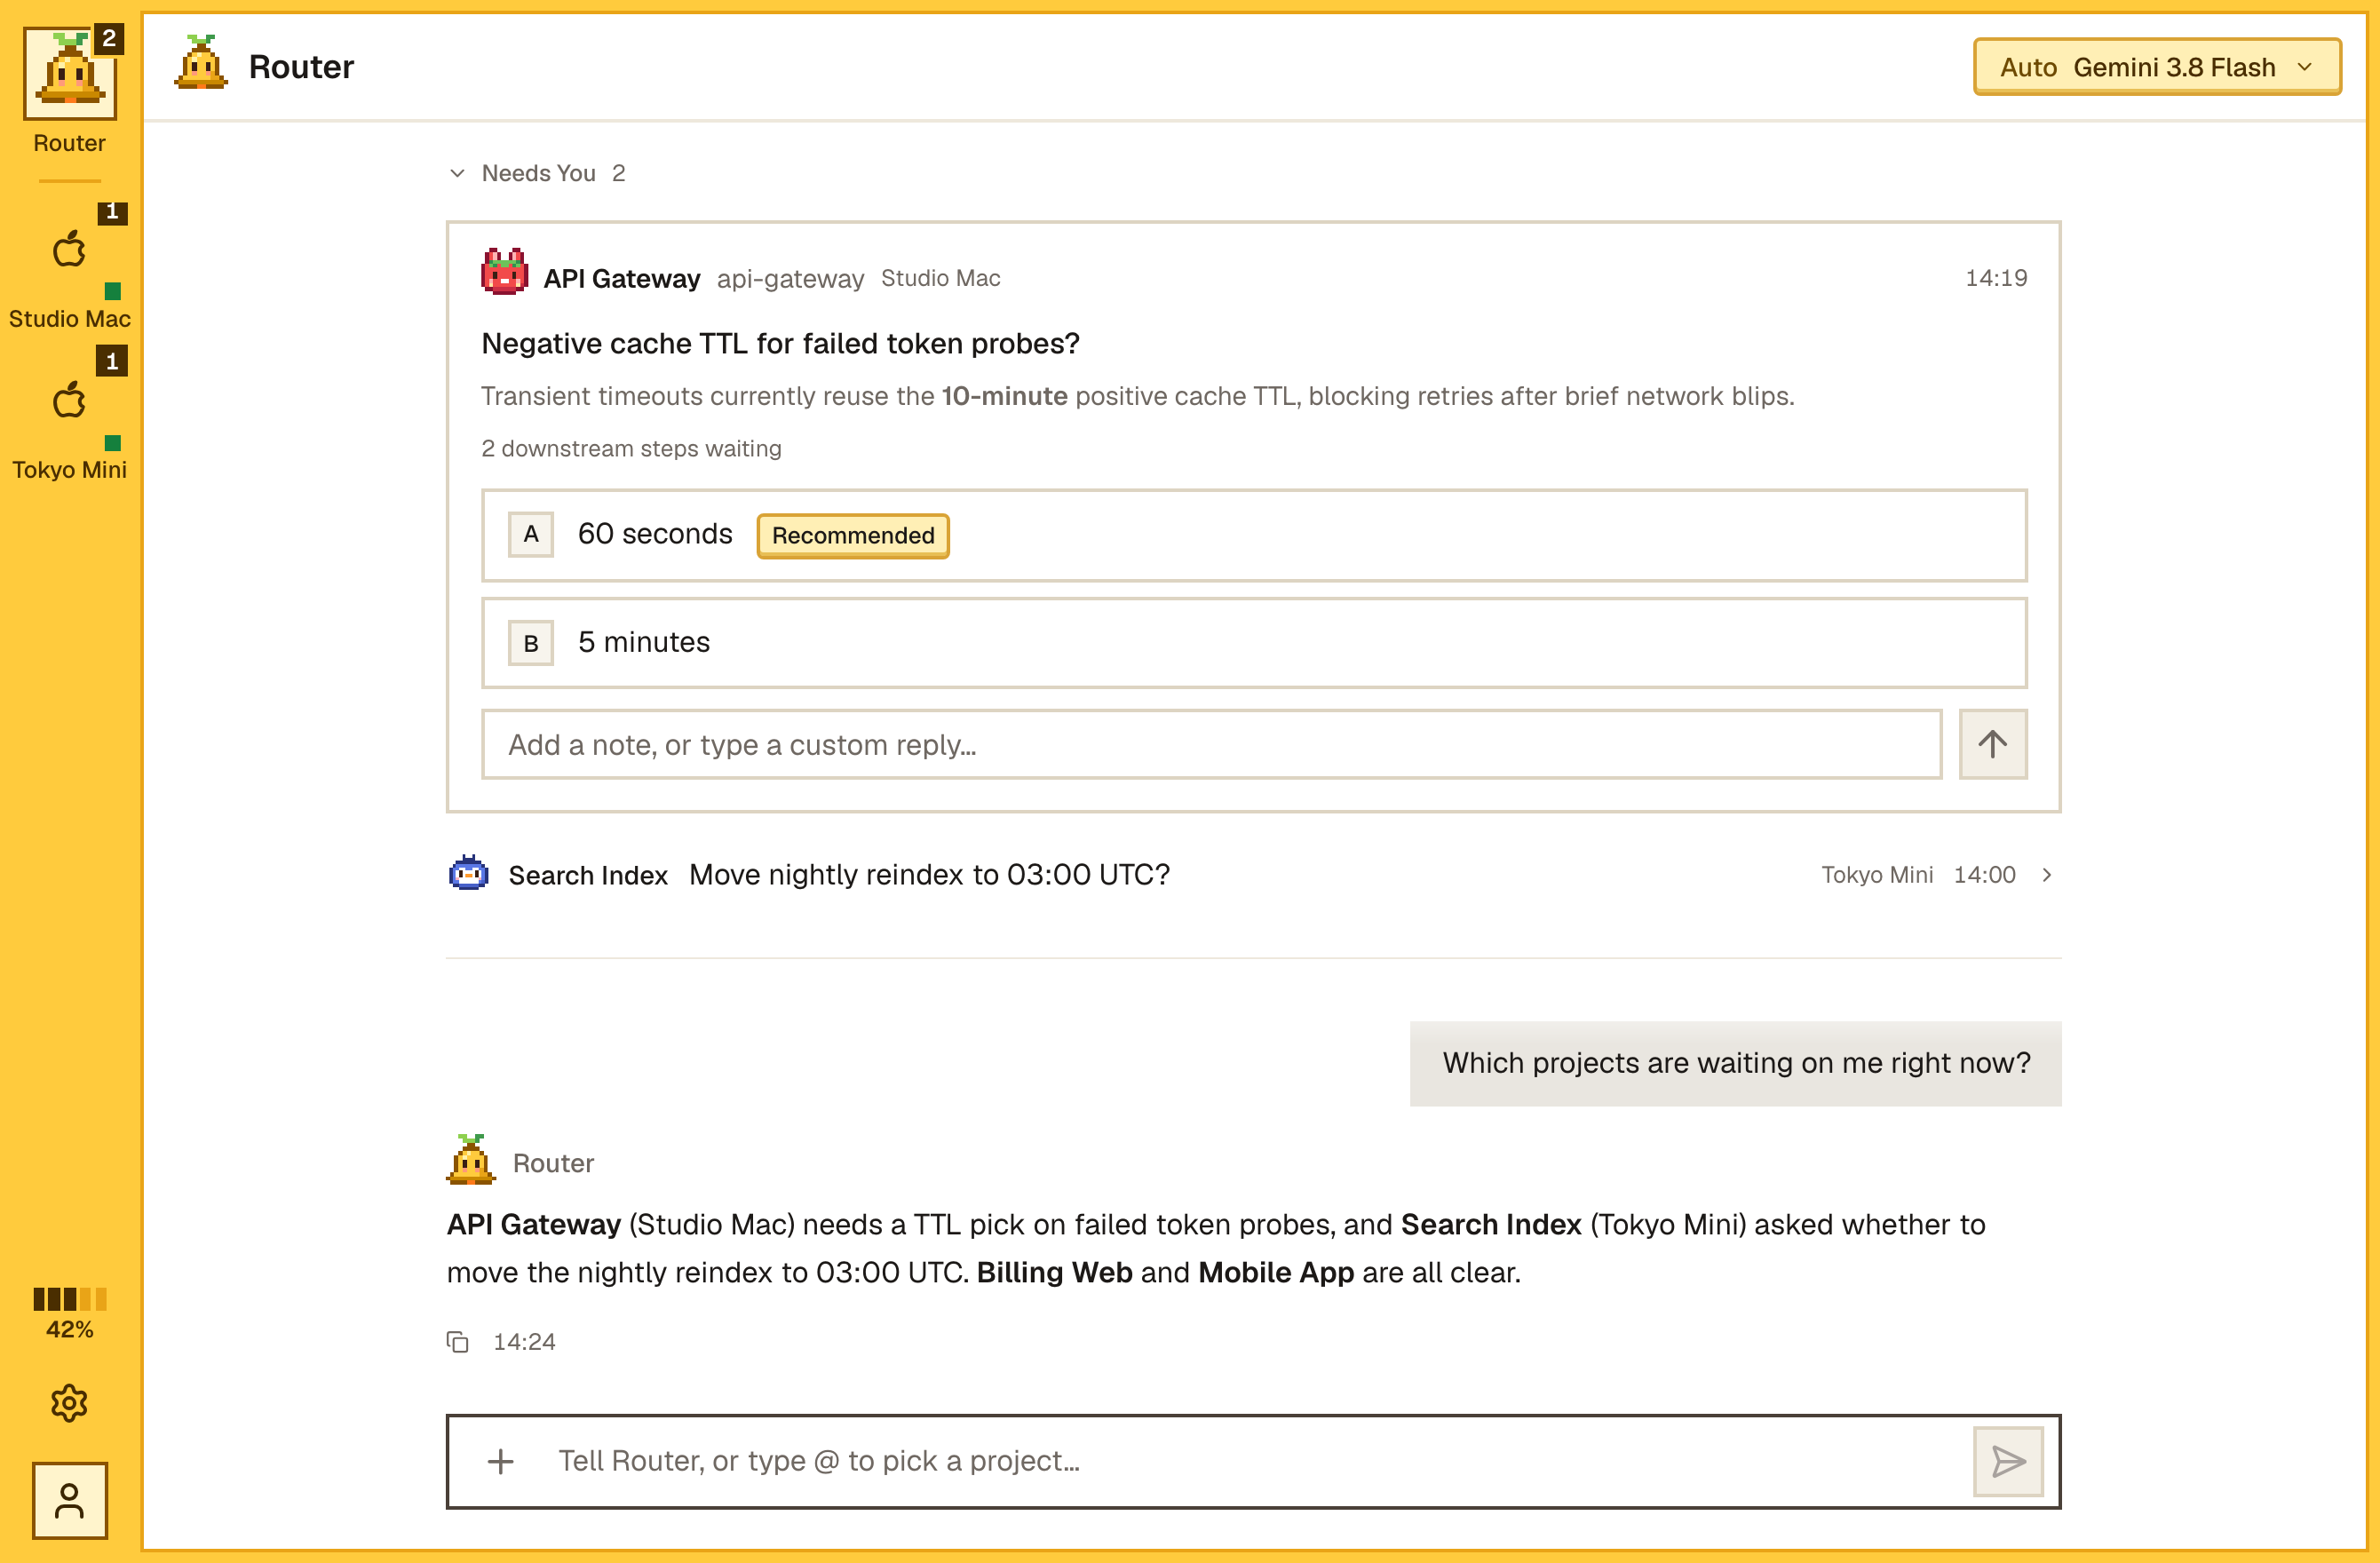 2
Router
1
Studio Mac
1
Tokyo Mini
42%
Router
Auto Gemini 3.8 Flash
Needs You 2
API Gateway api-gateway Studio Mac 14:19
Negative cache TTL for failed token probes?
Transient timeouts currently reuse the 10-minute positive cache TTL, blocking retries after brief network blips.
2 downstream steps waiting
A 60 seconds Recommended
B 5 minutes
Add a note, or type a custom reply...
Search Index Move nightly reindex to 03:00 UTC? Tokyo Mini 14:00
Which projects are waiting on me right now?
Router
API Gateway (Studio Mac) needs a TTL pick on failed token probes, and Search Index (Tokyo Mini) asked whether to
move the nightly reindex to 03:00 UTC. Billing Web and Mobile App are all clear.
14:24
Tell Router, or type @ to pick a project...